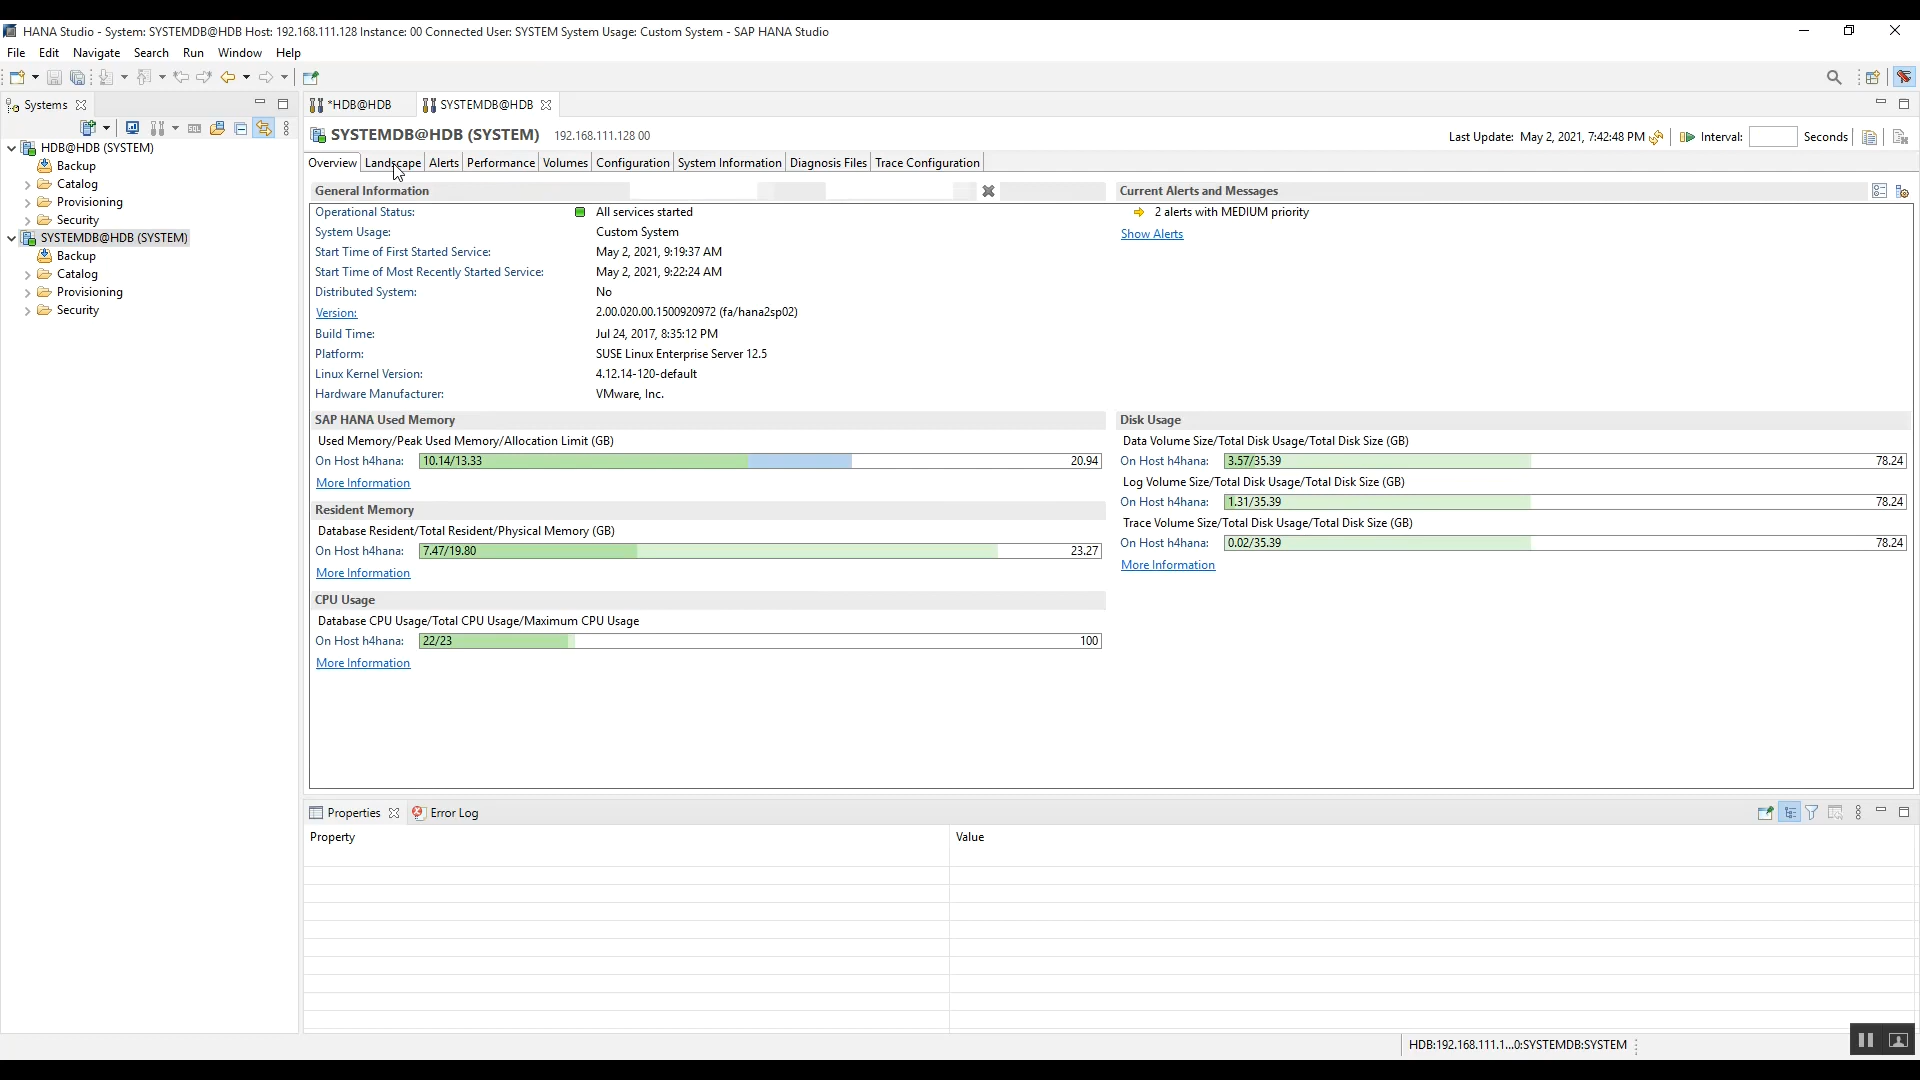 HANA Studio - System: SYSTEMDB@HDB Host: 192.168.111.128 Instance: 00 Connected User: SYSTEM System Usage: Custom System - SAP HANA Studio
File Edit Navigate Search Run Window Help
Systems
*HDB@HDB SYSTEMDB@HDB
SYSTEMDB@HDB (SYSTEM) 192.168.111.128 00
Last Update: May 2, 2021, 7:42:48 PM Interval: Seconds
HDB@HDB (SYSTEM)
Backup
Catalog
Provisioning
Security
SYSTEMDB@HDB (SYSTEM)
Backup
Catalog
Provisioning
Security
Overview Landscape Alerts Performance Volumes Configuration System Information Diagnosis Files Trace Configuration
General Information
Operational Status: All services started
System Usage: Custom System
Start Time of First Started Service: May 2, 2021, 9:19:37 AM
Start Time of Most Recently Started Service: May 2, 2021, 9:22:24 AM
Distributed System: No
Version: 2.00.020.00.1500920972 (fa/hana2sp02)
Build Time: Jul 24, 2017, 8:35:12 PM
Platform: SUSE Linux Enterprise Server 12.5
Linux Kernel Version: 4.12.14-120-default
Hardware Manufacturer: VMware, Inc.
Current Alerts and Messages
2 alerts with MEDIUM priority
Show Alerts
SAP HANA Used Memory
Used Memory/Peak Used Memory/Allocation Limit (GB)
On Host h4hana: 10.14/13.33 20.94
More Information
Resident Memory
Database Resident/Total Resident/Physical Memory (GB)
On Host h4hana: 7.47/19.80 23.27
More Information
CPU Usage
Database CPU Usage/Total CPU Usage/Maximum CPU Usage
On Host h4hana: 22/23 100
More Information
Disk Usage
Data Volume Size/Total Disk Usage/Total Disk Size (GB)
On Host h4hana: 3.57/35.39 78.24
Log Volume Size/Total Disk Usage/Total Disk Size (GB)
On Host h4hana: 1.31/35.39 78.24
Trace Volume Size/Total Disk Usage/Total Disk Size (GB)
On Host h4hana: 0.02/35.39 78.24
More Information
Properties Error Log
Property Value
HDB:192.168.111.1...0:SYSTEMDB:SYSTEM